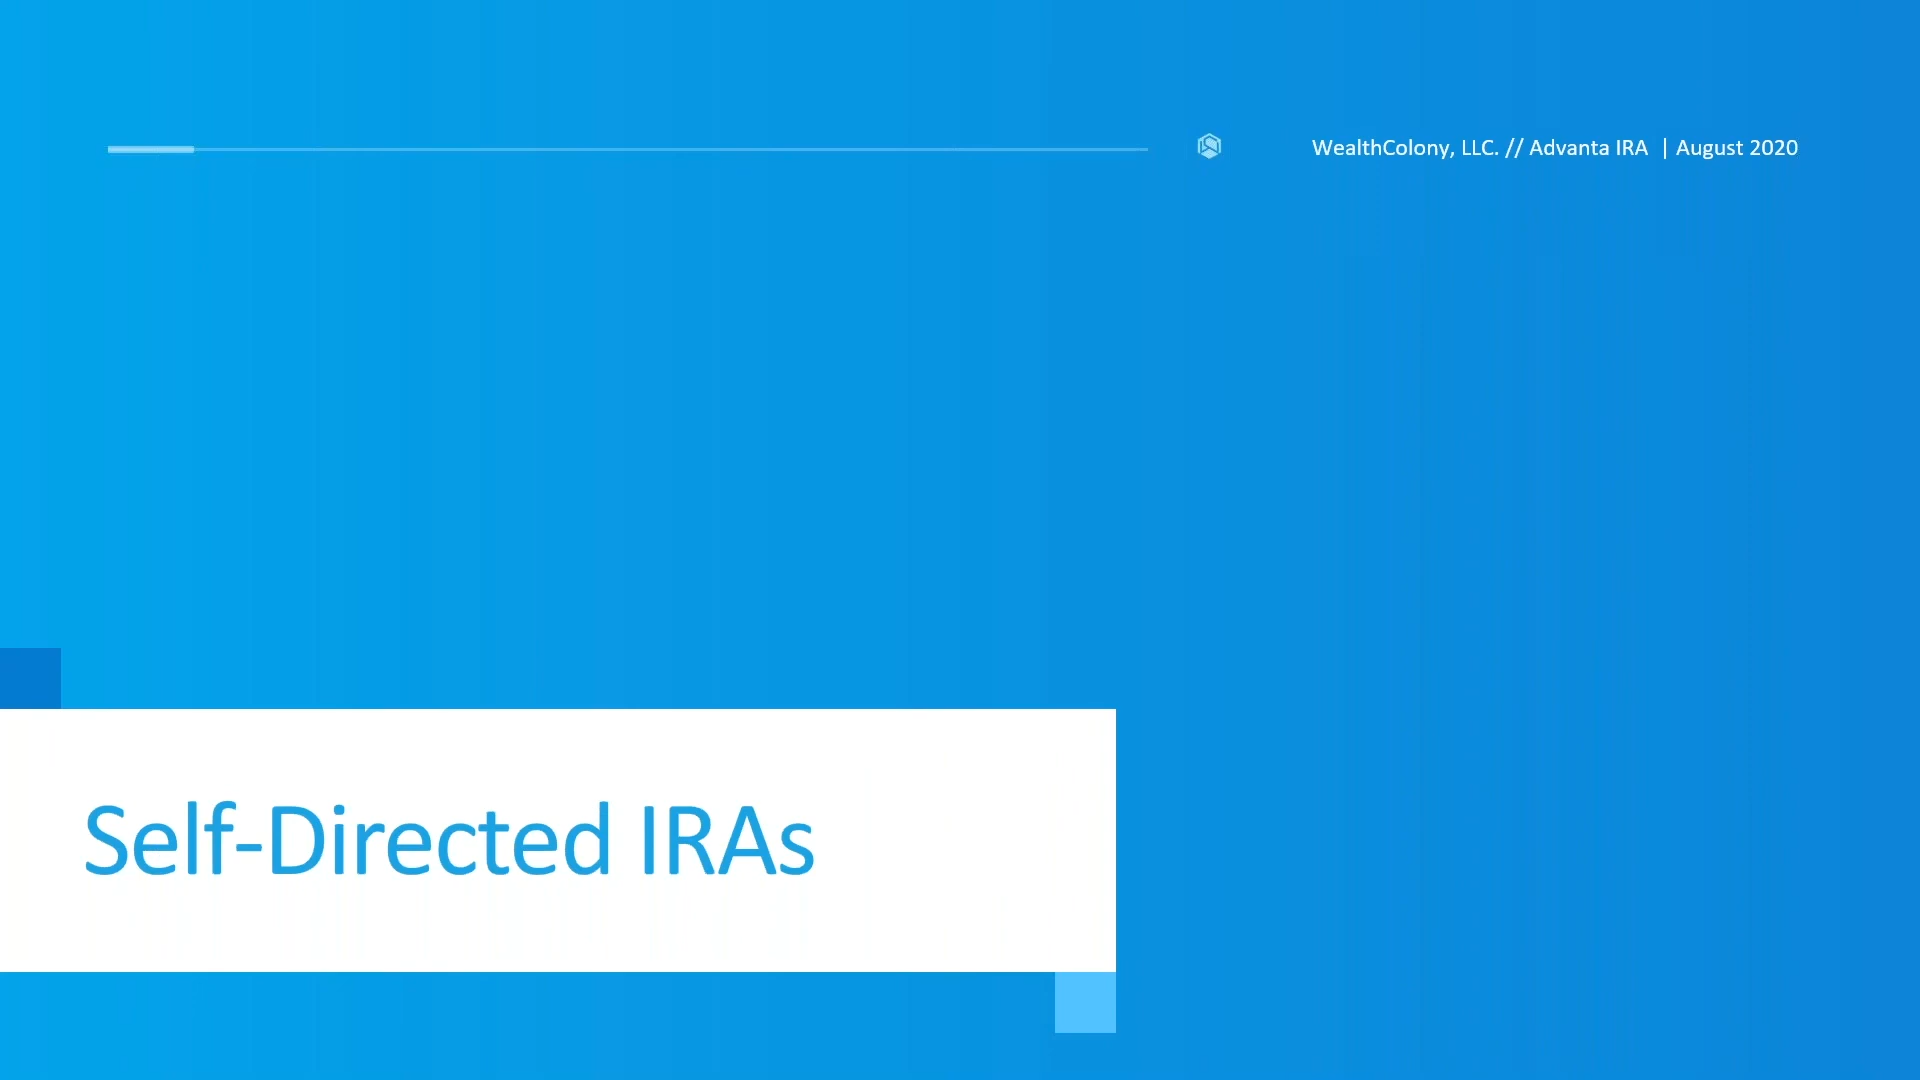 WealthColony, LLC. // Advanta IRA | August 2020
Self-Directed IRAs